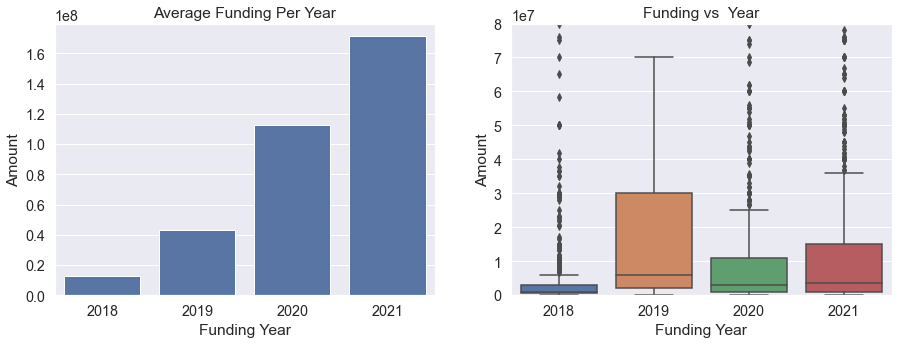 Average Funding Per Year
1e8
1.6
1.4
1.2
1.0
0.8
0.6
0.4
0.2
0.0
Amount
2018 2019 2020 2021
Funding Year
Funding vs  Year
1e7
8
7
6
5
4
3
2
1
0
Amount
2018 2019 2020 2021
Funding Year